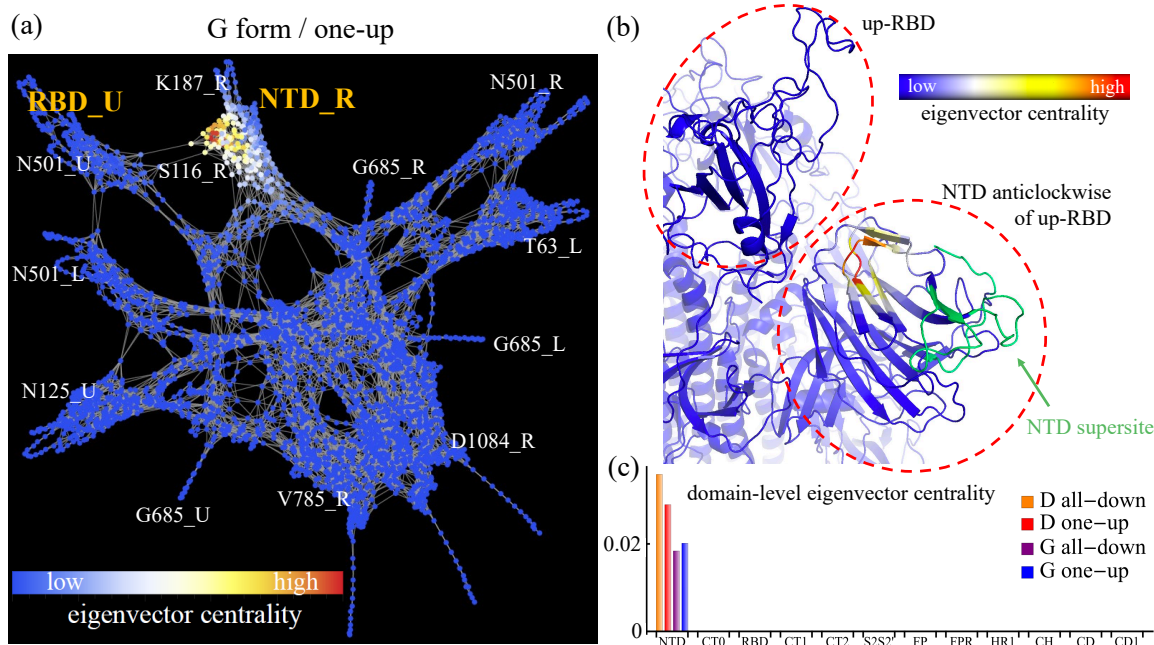 (a)
G form / one-up
K187_R
RBD_U
NTD_R
N501_R
N501_U
S116_R
G685_R
T63_L
N501_L
G685_L
N125_U
D1084_R
V785_R
G685_U
low
high
eigenvector centrality
(b)
up-RBD
low
high
eigenvector centrality
NTD anticlockwise
of up-RBD
NTD supersite
(c)
domain-level eigenvector centrality
D all−down
D one−up
G all−down
G one−up
0.02
0
NTD CT0 RBD CT1 CT2 S2S2' FP FPR HR1 CH CD CD1